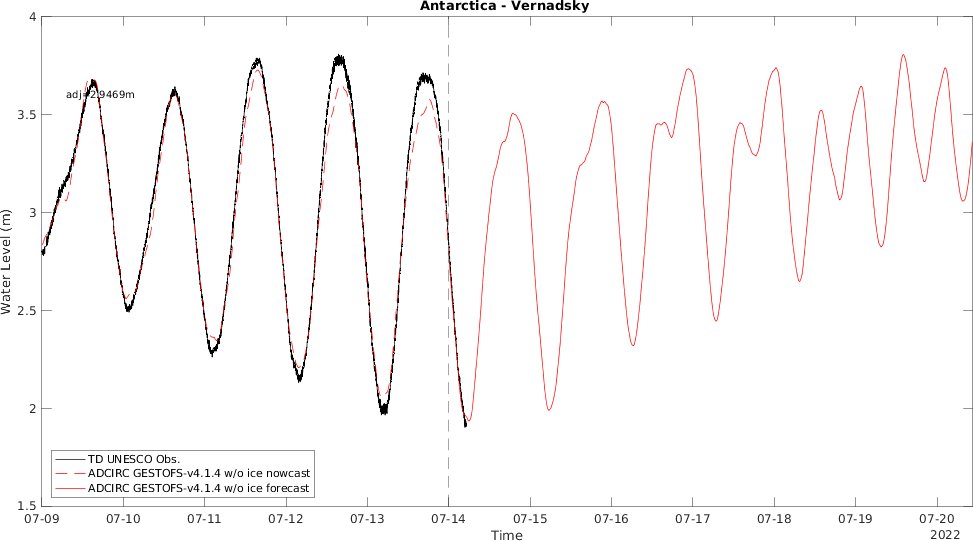 Antarctica - Vernadsky
4
3.5
3
2.5
2
1.5
Water Level (m)
adj=2.9469m
TD UNESCO Obs.
ADCIRC GESTOFS-v4.1.4 w/o ice nowcast
ADCIRC GESTOFS-v4.1.4 w/o ice forecast
07-09 07-10 07-11 07-12 07-13 07-14 07-15 07-16 07-17 07-18 07-19 07-20
Time
2022